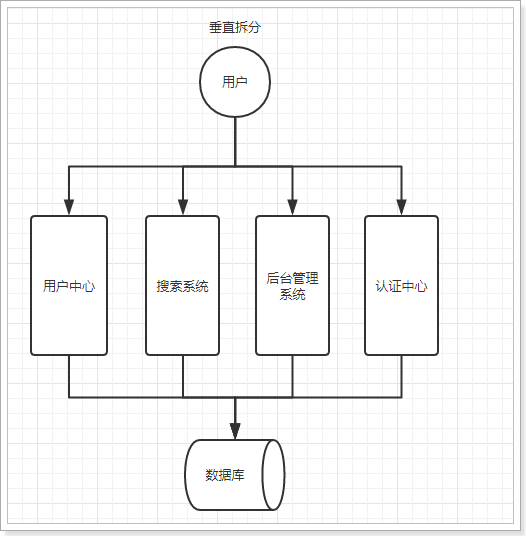 垂直拆分
用户
用户中心
搜索系统
后台管理
系统
认证中心
数据库